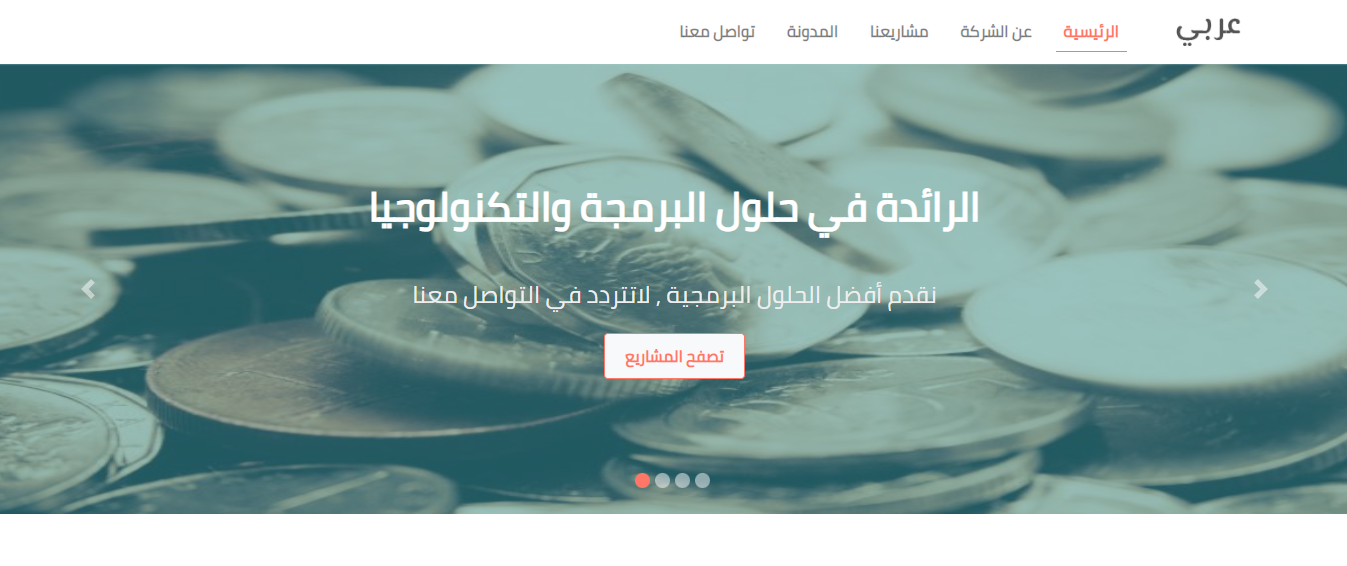 عربي
الرئيسية عن الشركة مشاريعنا المدونة تواصل معنا
الرائدة في حلول البرمجة والتكنولوجيا
نقدم أفضل الحلول البرمجية , لاتتردد في التواصل معنا
تصفح المشاريع